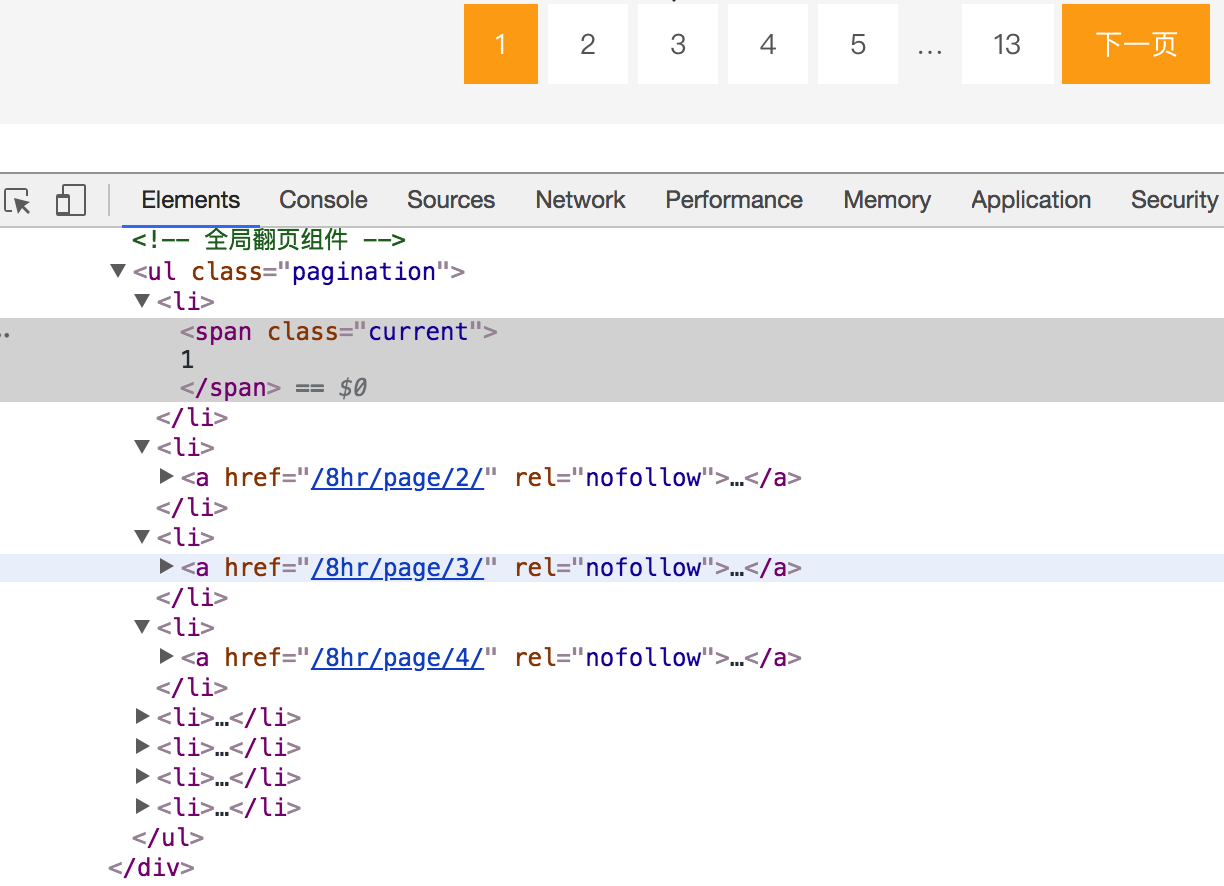 1 2 3 4 5 ... 13 下一页
Elements Console Sources Network Performance Memory Application Security
<!-- 全局翻页组件 -->
<ul class="pagination">
<li>
<span class="current">
1
</span> == $0
</li>
<li>
<a href="/8hr/page/2/" rel="nofollow">…</a>
</li>
<li>
<a href="/8hr/page/3/" rel="nofollow">…</a>
</li>
<li>
<a href="/8hr/page/4/" rel="nofollow">…</a>
</li>
<li>…</li>
<li>…</li>
<li>…</li>
<li>…</li>
</ul>
</div>